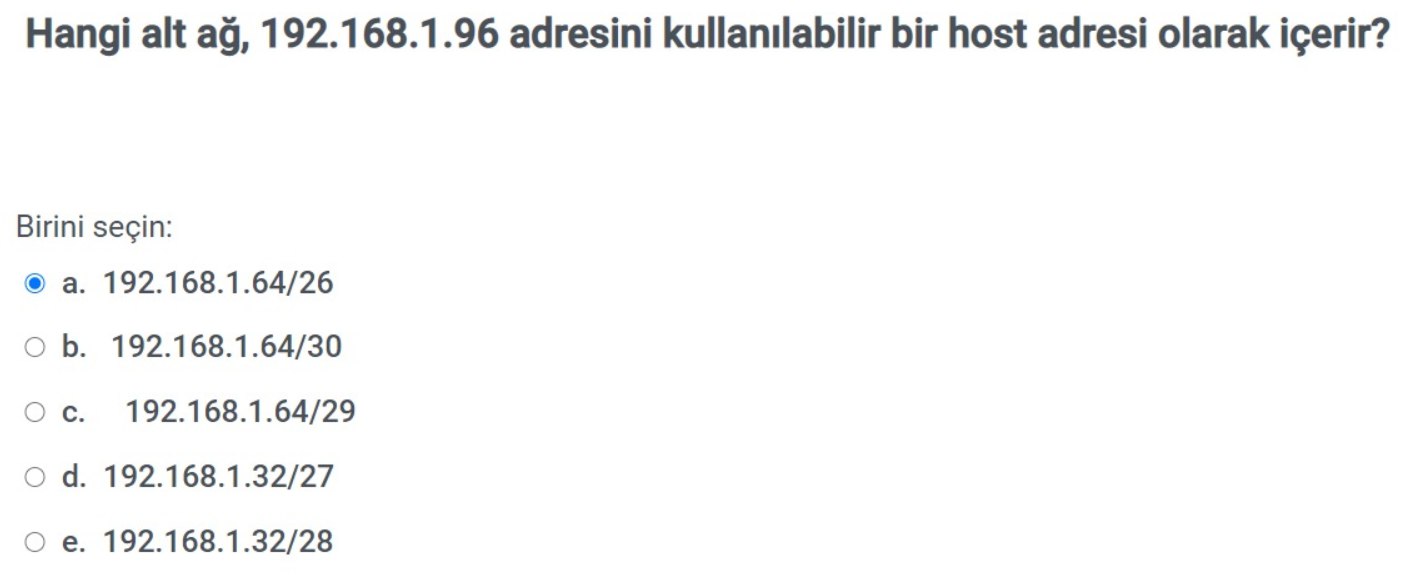 Hangi alt ağ, 192.168.1.96 adresini kullanılabilir bir host adresi olarak içerir?
Birini seçin:
a. 192.168.1.64/26
b. 192.168.1.64/30
c. 192.168.1.64/29
d. 192.168.1.32/27
e. 192.168.1.32/28